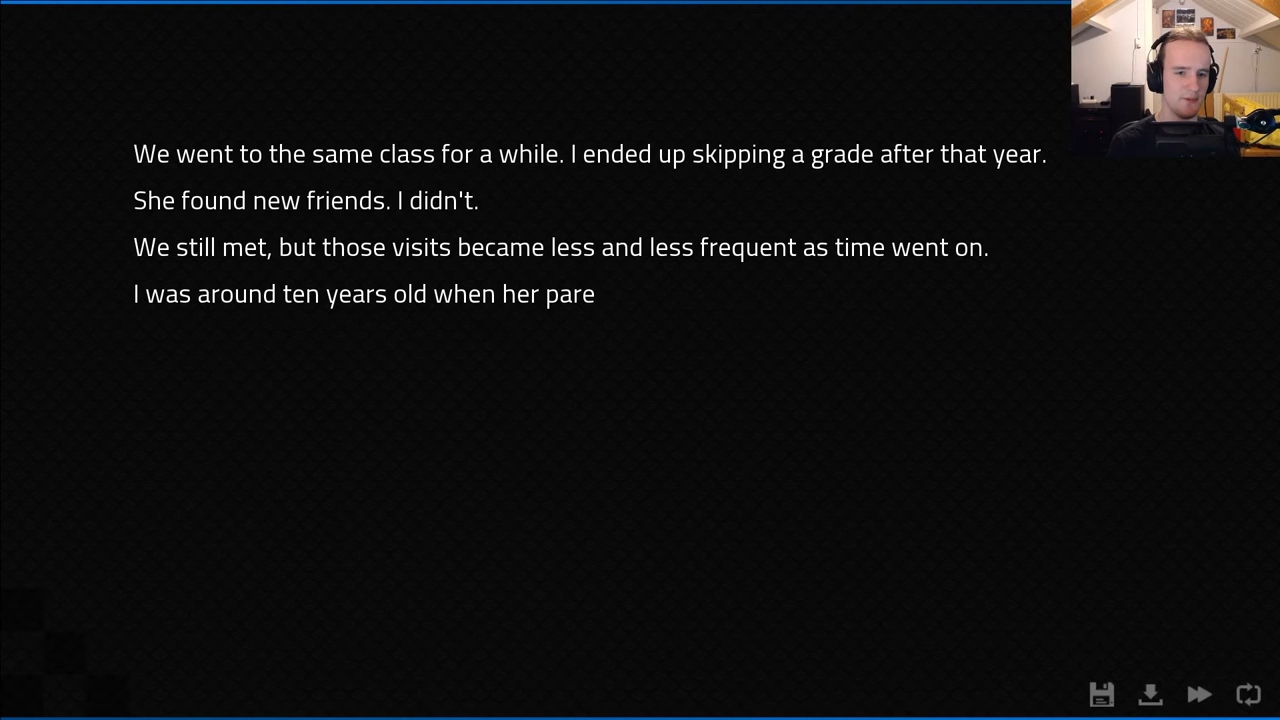 We went to the same class for a while. I ended up skipping a grade after that year.
She found new friends. I didn't.
We still met, but those visits became less and less frequent as time went on.
I was around ten years old when her pare